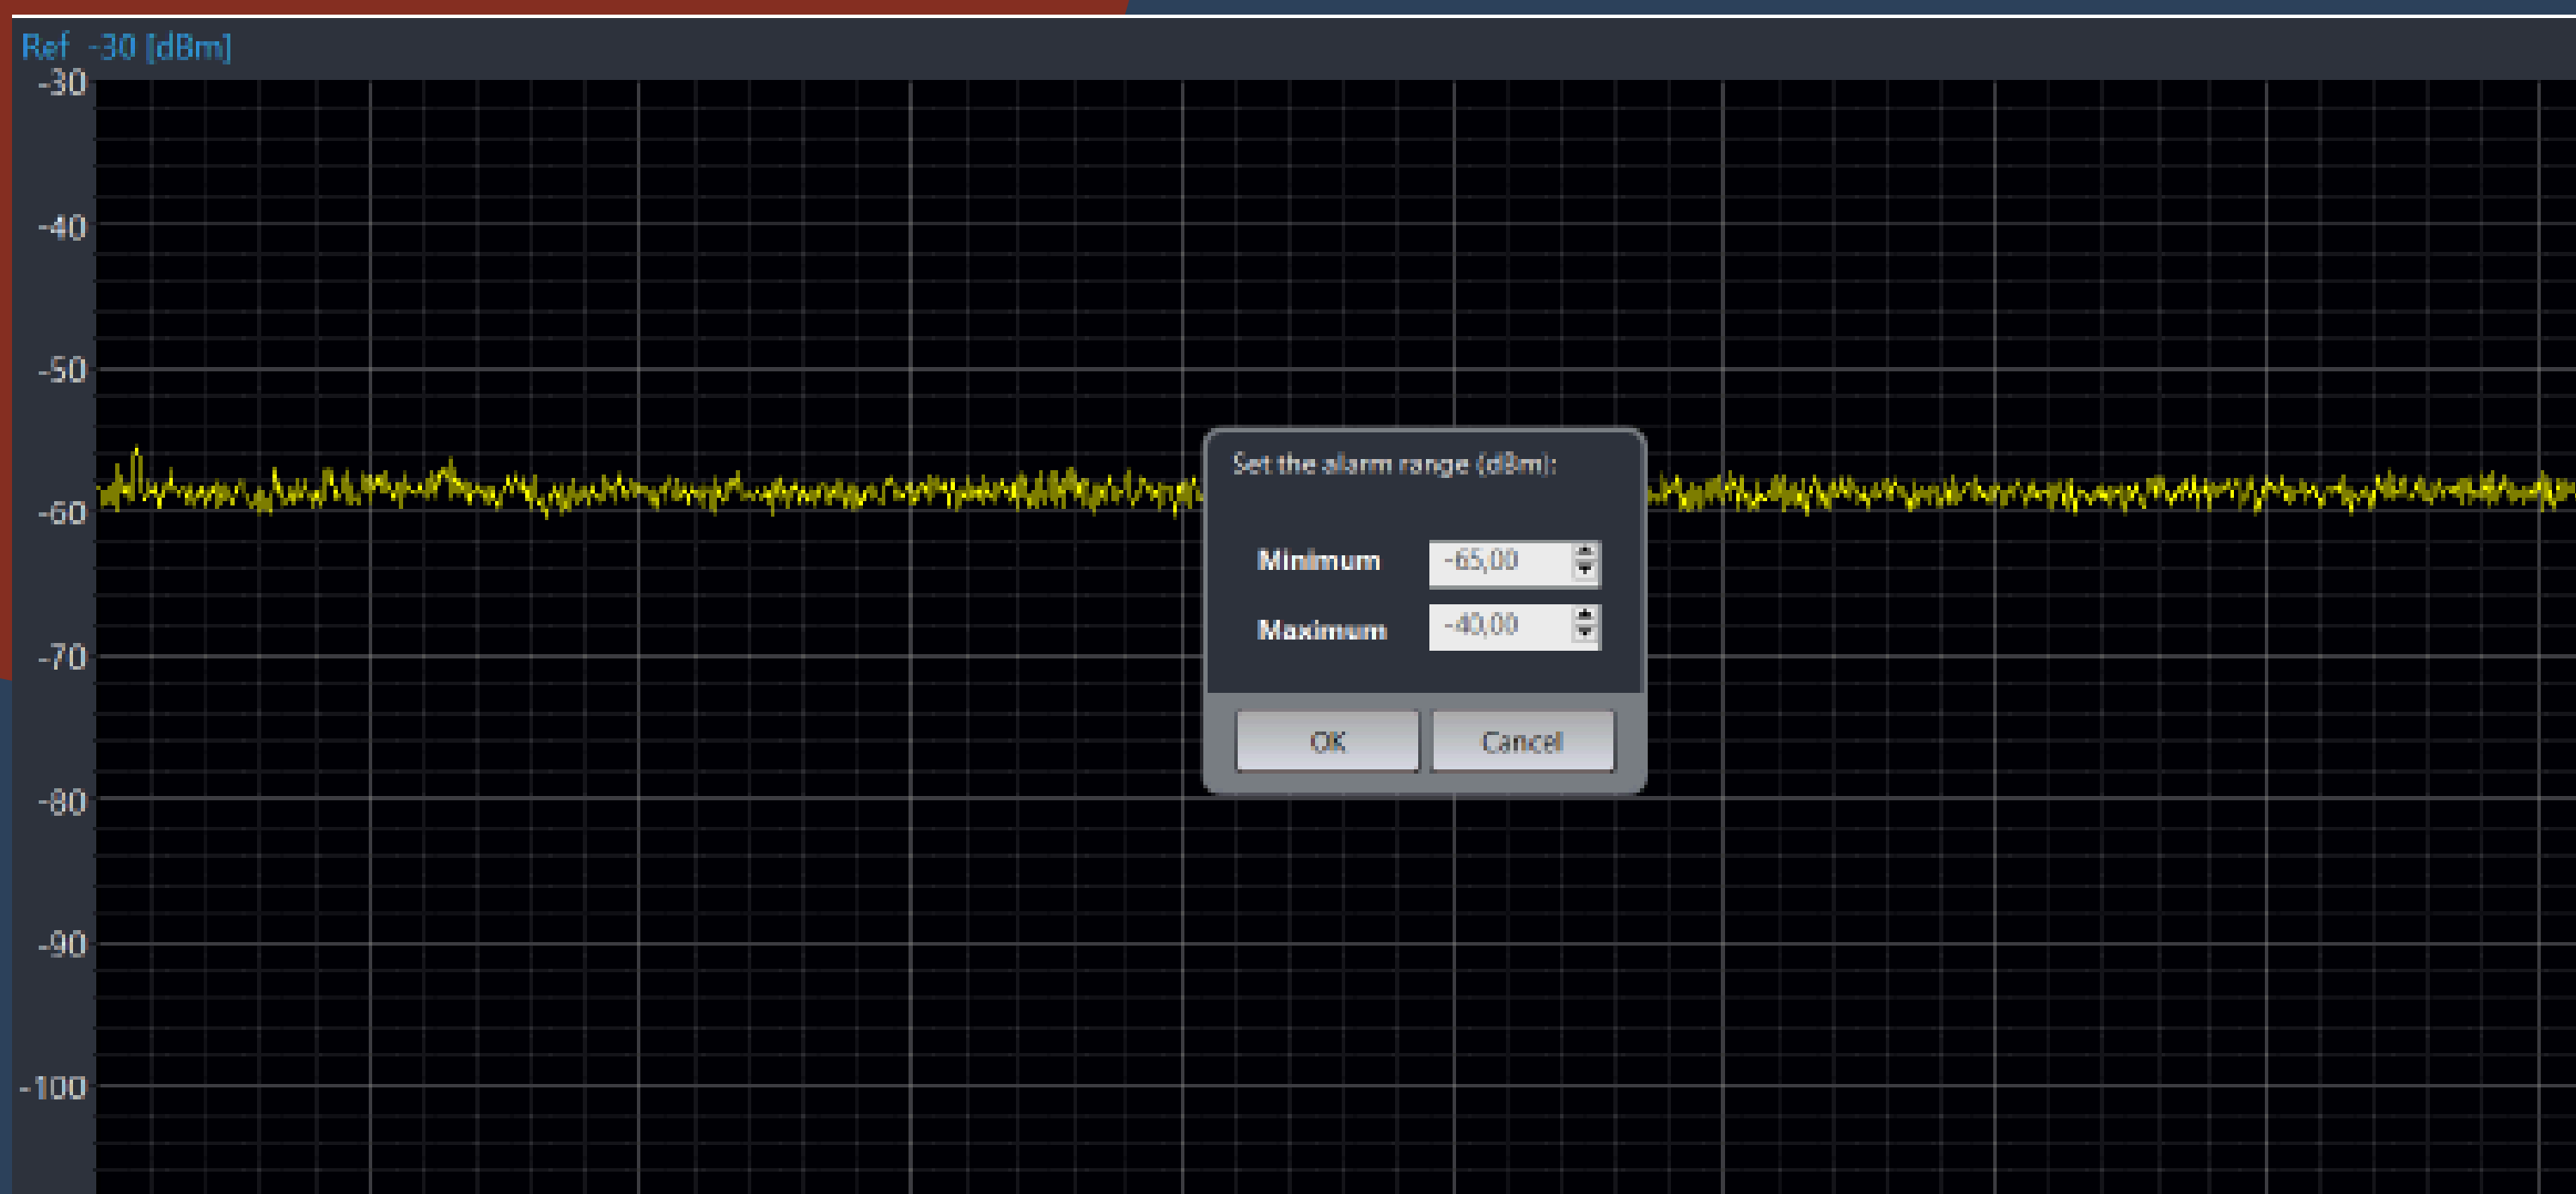 Ref -30 [dBm]
-30
-40
-50
-60
-70
-80
-90
-100
Set the alarm range (dBm):
Minimum -65,00
Maximum -40,00
OK Cancel